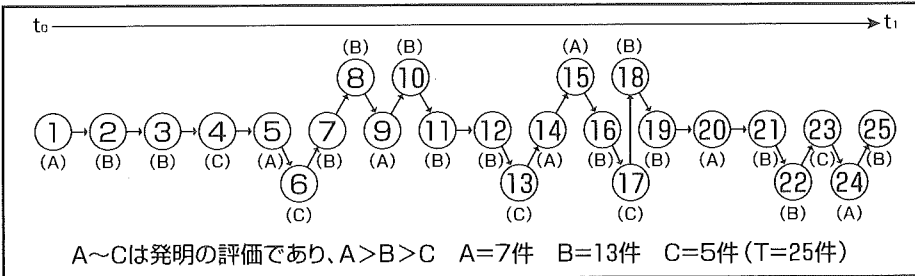 t₀ t₁
(B) (B) (A) (B)
8 10 15 18
1 2 3 4 5 7 9 11 12 14 16 19 20 21 23 25
(A) (B) (B) (C) (A) (B) (A) (B) (B) (A) (B) (B) (A) (B) (C) (B)
6 13 17 22 24
(C) (C) (C) (B) (A)
A~Cは発明の評価であり、A>B>C A=7件 B=13件 C=5件(T=25件)